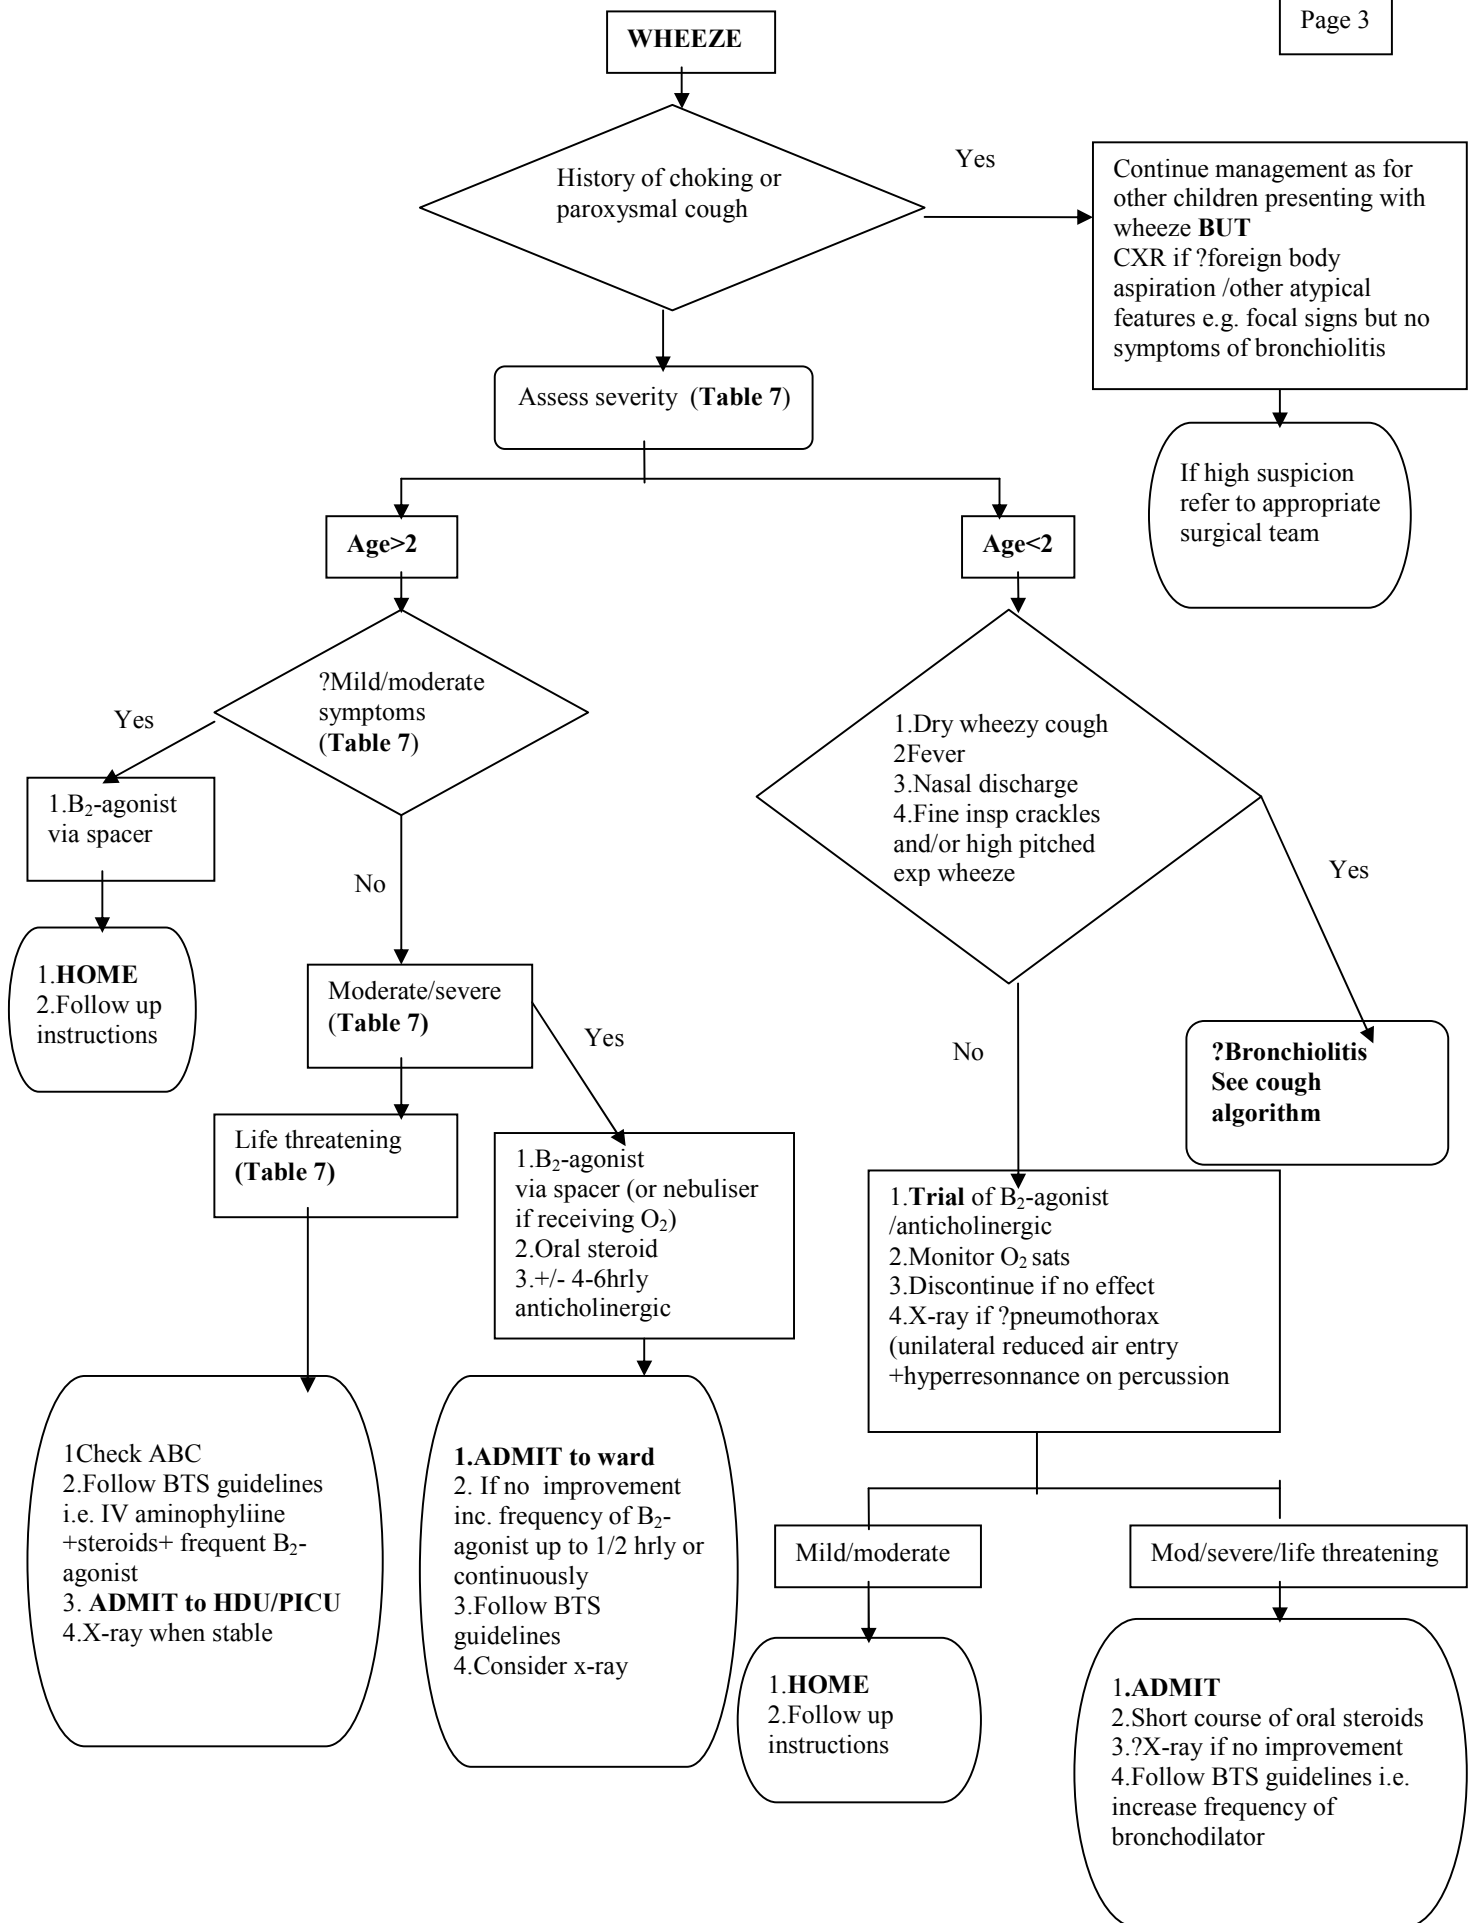 Page 3
WHEEZE
History of choking or
paroxysmal cough
Yes
Continue management as for
other children presenting with
wheeze BUT
CXR if ?foreign body
aspiration /other atypical
features e.g. focal signs but no
symptoms of bronchiolitis
Assess severity (Table 7)
If high suspicion
refer to appropriate
surgical team
Age>2
Age<2
?Mild/moderate
symptoms
(Table 7)
Yes
1.B2-agonist
via spacer
No
1.HOME
2.Follow up
instructions
Moderate/severe
(Table 7)
Yes
Life threatening
(Table 7)
1.B2-agonist
via spacer (or nebuliser
if receiving O2)
2.Oral steroid
3.+/- 4-6hrly
anticholinergic
1Check ABC
2.Follow BTS guidelines
i.e. IV aminophyliine
+steroids+ frequent B2-
agonist
3. ADMIT to HDU/PICU
4.X-ray when stable
1.ADMIT to ward
2. If no improvement
inc. frequency of B2-
agonist up to 1/2 hrly or
continuously
3.Follow BTS
guidelines
4.Consider x-ray
1.Dry wheezy cough
2Fever
3.Nasal discharge
4.Fine insp crackles
and/or high pitched
exp wheeze
Yes
No
?Bronchiolitis
See cough
algorithm
1.Trial of B2-agonist
/anticholinergic
2.Monitor O2 sats
3.Discontinue if no effect
4.X-ray if ?pneumothorax
(unilateral reduced air entry
+hyperresonnance on percussion
Mild/moderate
Mod/severe/life threatening
1.HOME
2.Follow up
instructions
1.ADMIT
2.Short course of oral steroids
3.?X-ray if no improvement
4.Follow BTS guidelines i.e.
increase frequency of
bronchodilator